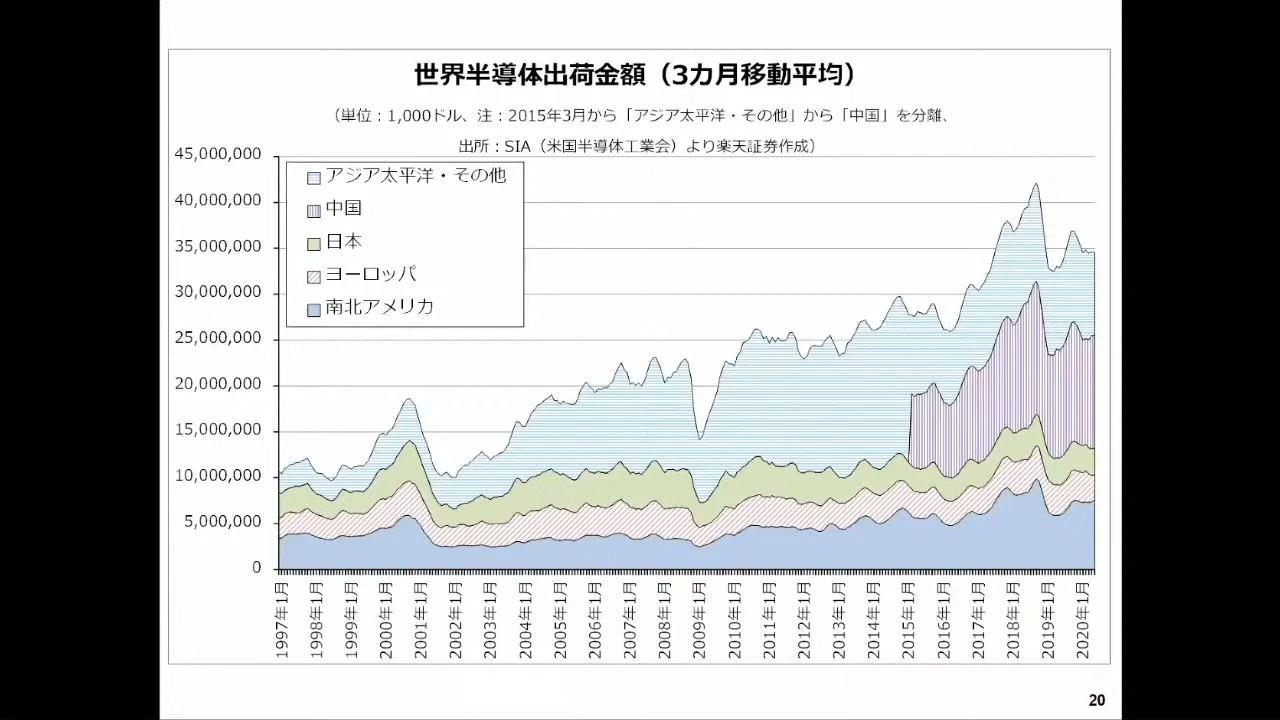 世界半導体出荷金額（3カ月移動平均）
（単位：1,000ドル、注：2015年3月から「アジア太平洋・その他」から「中国」を分離、
出所：SIA（米国半導体工業会）より楽天証券作成）
45,000,000
40,000,000
35,000,000
30,000,000
25,000,000
20,000,000
15,000,000
10,000,000
5,000,000
0
アジア太平洋・その他
中国
日本
ヨーロッパ
南北アメリカ
1997年1月
1998年1月
1999年1月
2000年1月
2001年1月
2002年1月
2003年1月
2004年1月
2005年1月
2006年1月
2007年1月
2008年1月
2009年1月
2010年1月
2011年1月
2012年1月
2013年1月
2014年1月
2015年1月
2016年1月
2017年1月
2018年1月
2019年1月
2020年1月
20